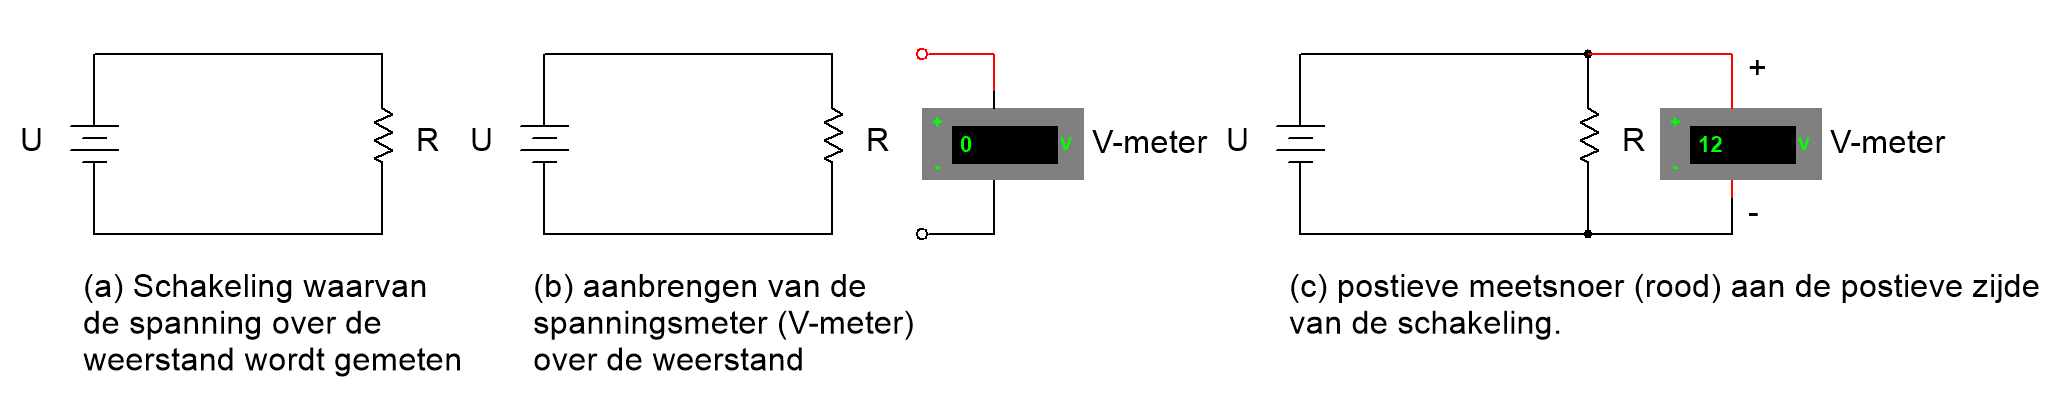 U
R
U
R
+
0
V
-
V-meter
U
R
+
+
12
V
-
-
V-meter
(a) Schakeling waarvan
de spanning over de
weerstand wordt gemeten
(b) aanbrengen van de
spanningsmeter (V-meter)
over de weerstand
(c) postieve meetsnoer (rood) aan de postieve zijde
van de schakeling.